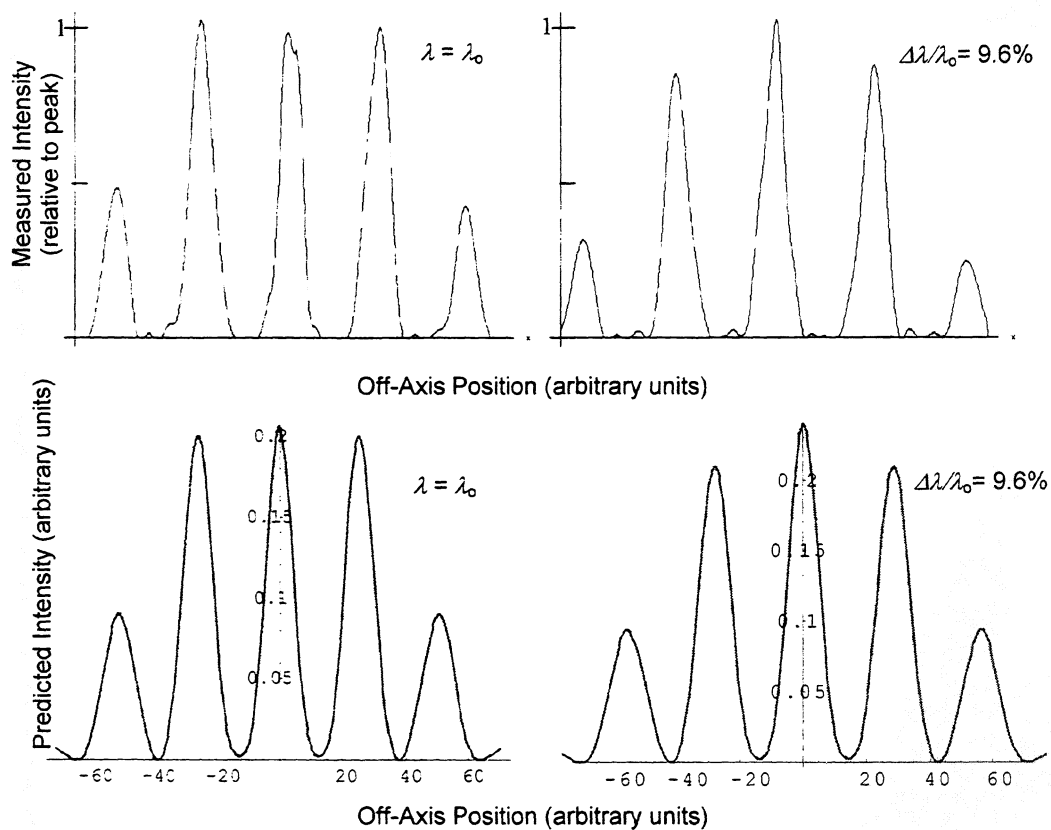 Measured Intensity
(relative to peak)
1
λ = λo
x
1
Δλ/λo= 9.6%
x
Off-Axis Position (arbitrary units)
Predicted Intensity (arbitrary units)
λ = λo
0.2
0.15
0.1
0.05
-60 -40 -20 20 40 60
Δλ/λo= 9.6%
0.2
0.15
0.1
0.05
-60 -40 -20 20 40 60
Off-Axis Position (arbitrary units)